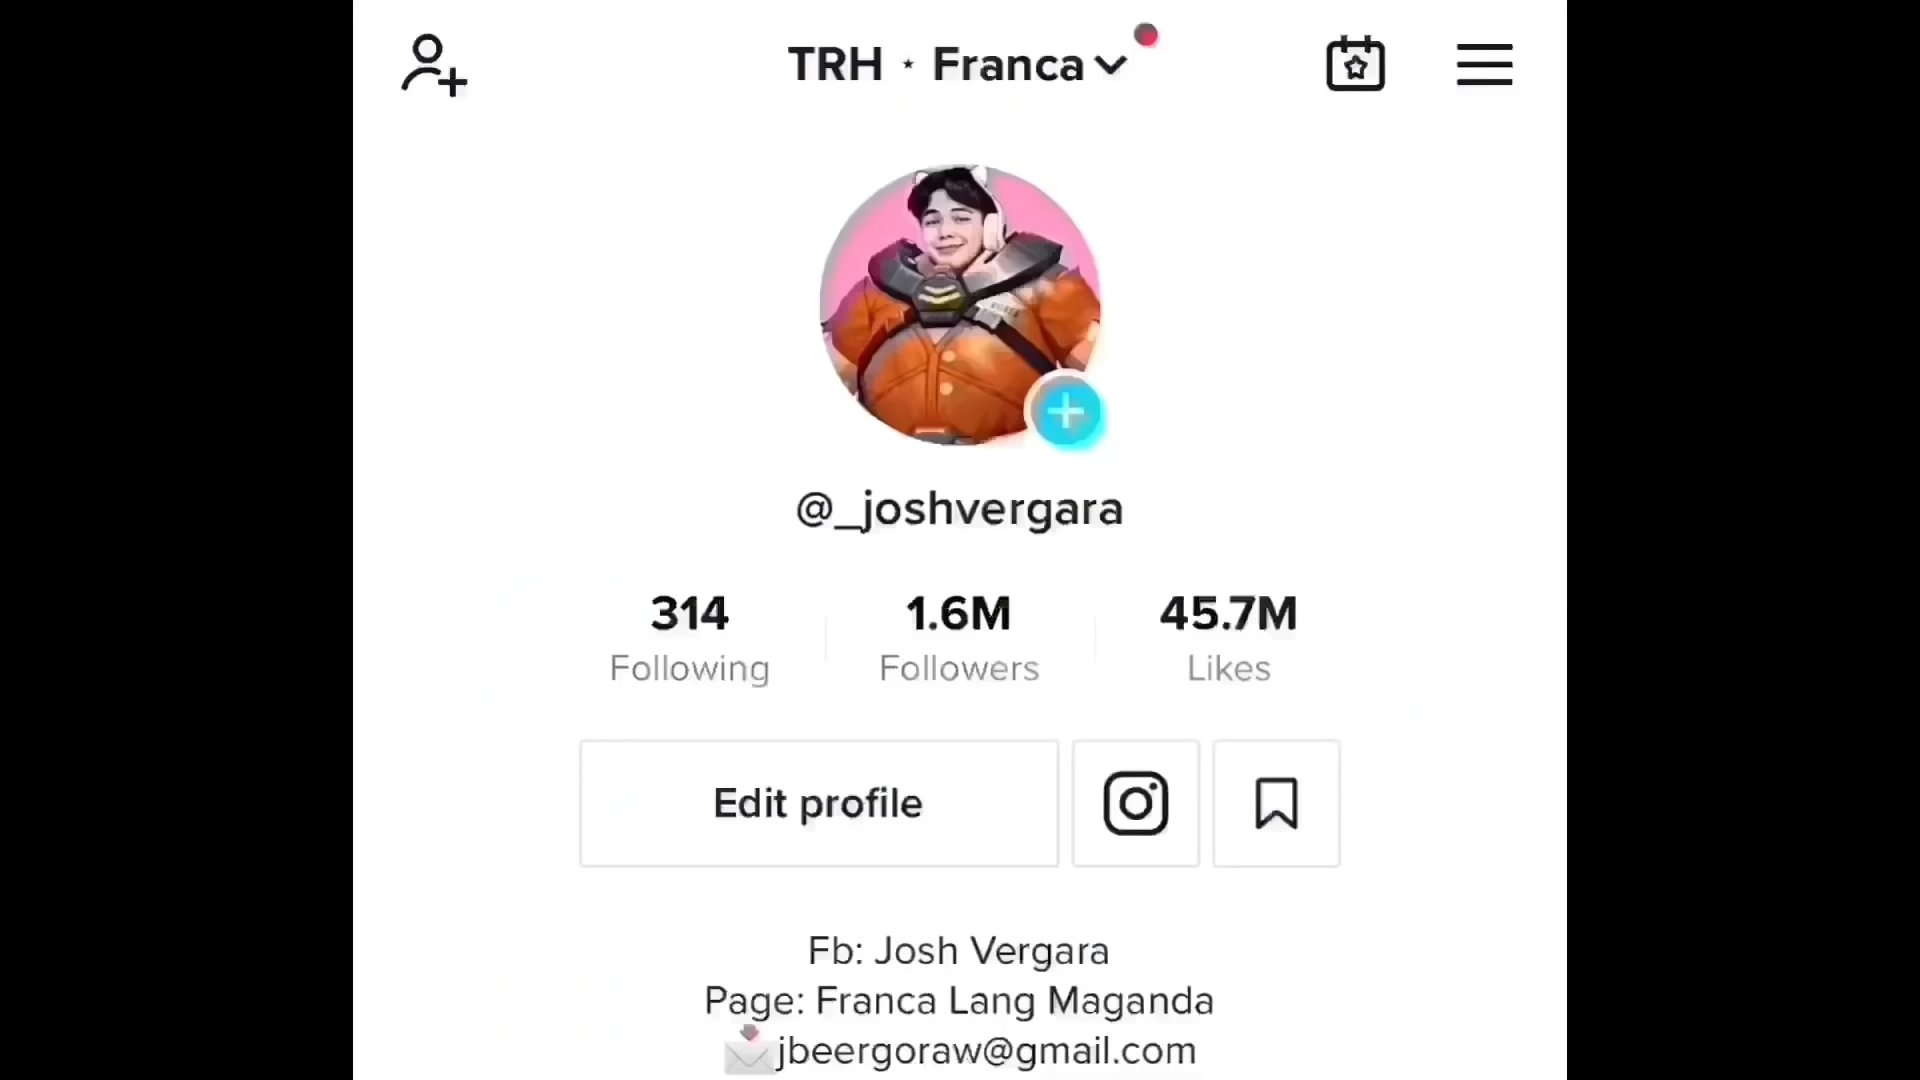 TRH ⋆ Franca
@_joshvergara
314 1.6M 45.7M
Following Followers Likes
Edit profile
Fb: Josh Vergara
Page: Franca Lang Maganda
📩jbeergoraw@gmail.com